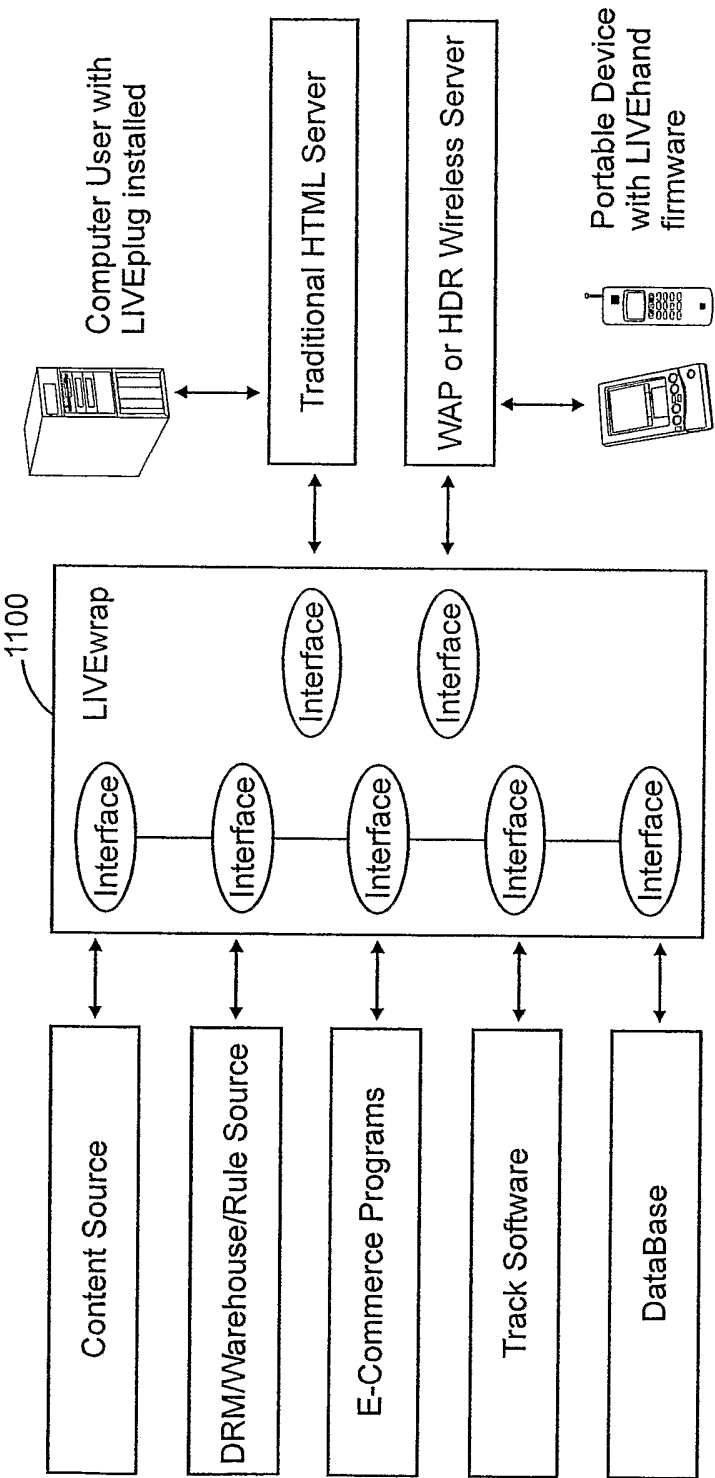 Content Source
DRM/Warehouse/Rule Source
E-Commerce Programs
Track Software
DataBase
1100
LIVEwrap
Interface
Interface
Interface
Interface
Interface
Interface
Interface
Computer User with
LIVEplug installed
Traditional HTML Server
WAP or HDR Wireless Server
Portable Device
with LIVEhand
firmware